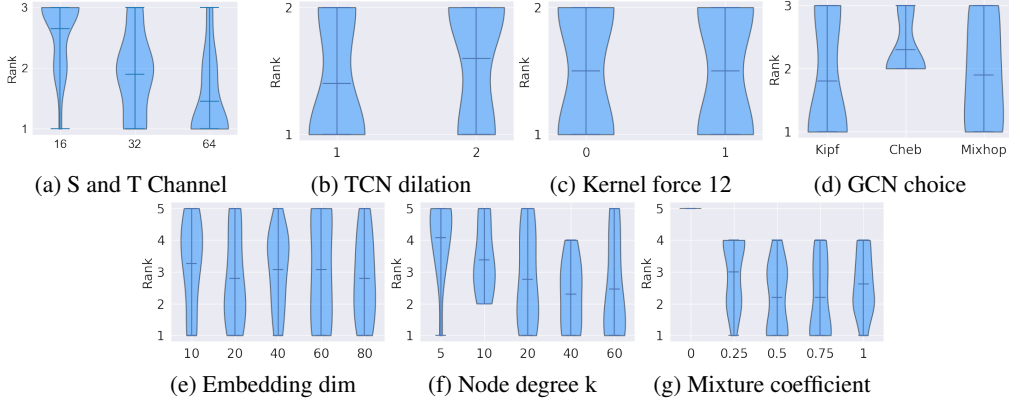 3
2
1
Rank
16
32
64
2
1
Rank
1
2
2
1
Rank
0
1
3
2
1
Rank
Kipf
Cheb
Mixhop
(a) S and T Channel
(b) TCN dilation
(c) Kernel force 12
(d) GCN choice
5
4
3
2
1
Rank
10
20
40
60
80
5
4
3
2
1
Rank
5
10
20
40
60
5
4
3
2
1
Rank
0
0.25
0.5
0.75
1
(e) Embedding dim
(f) Node degree k
(g) Mixture coefficient